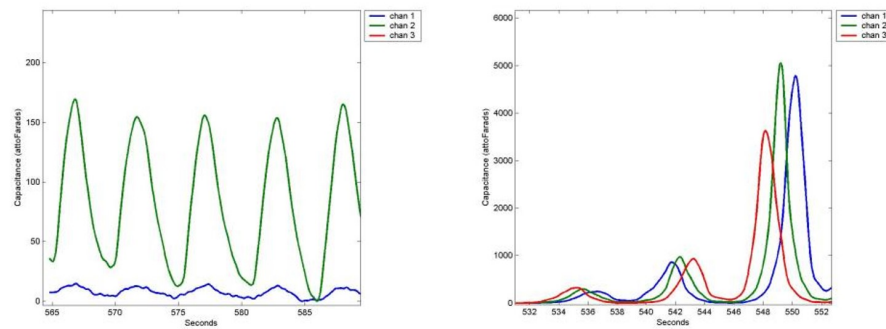 chan 1
chan 2
chan 3
200
150
100
50
0
Capacitance (attoFarads)
565 570 575 580 585
Seconds
chan 1
chan 2
chan 3
6000
5000
4000
3000
2000
1000
0
Capacitance (attoFarads)
532 534 536 538 540 542 544 546 548 550 552
Seconds